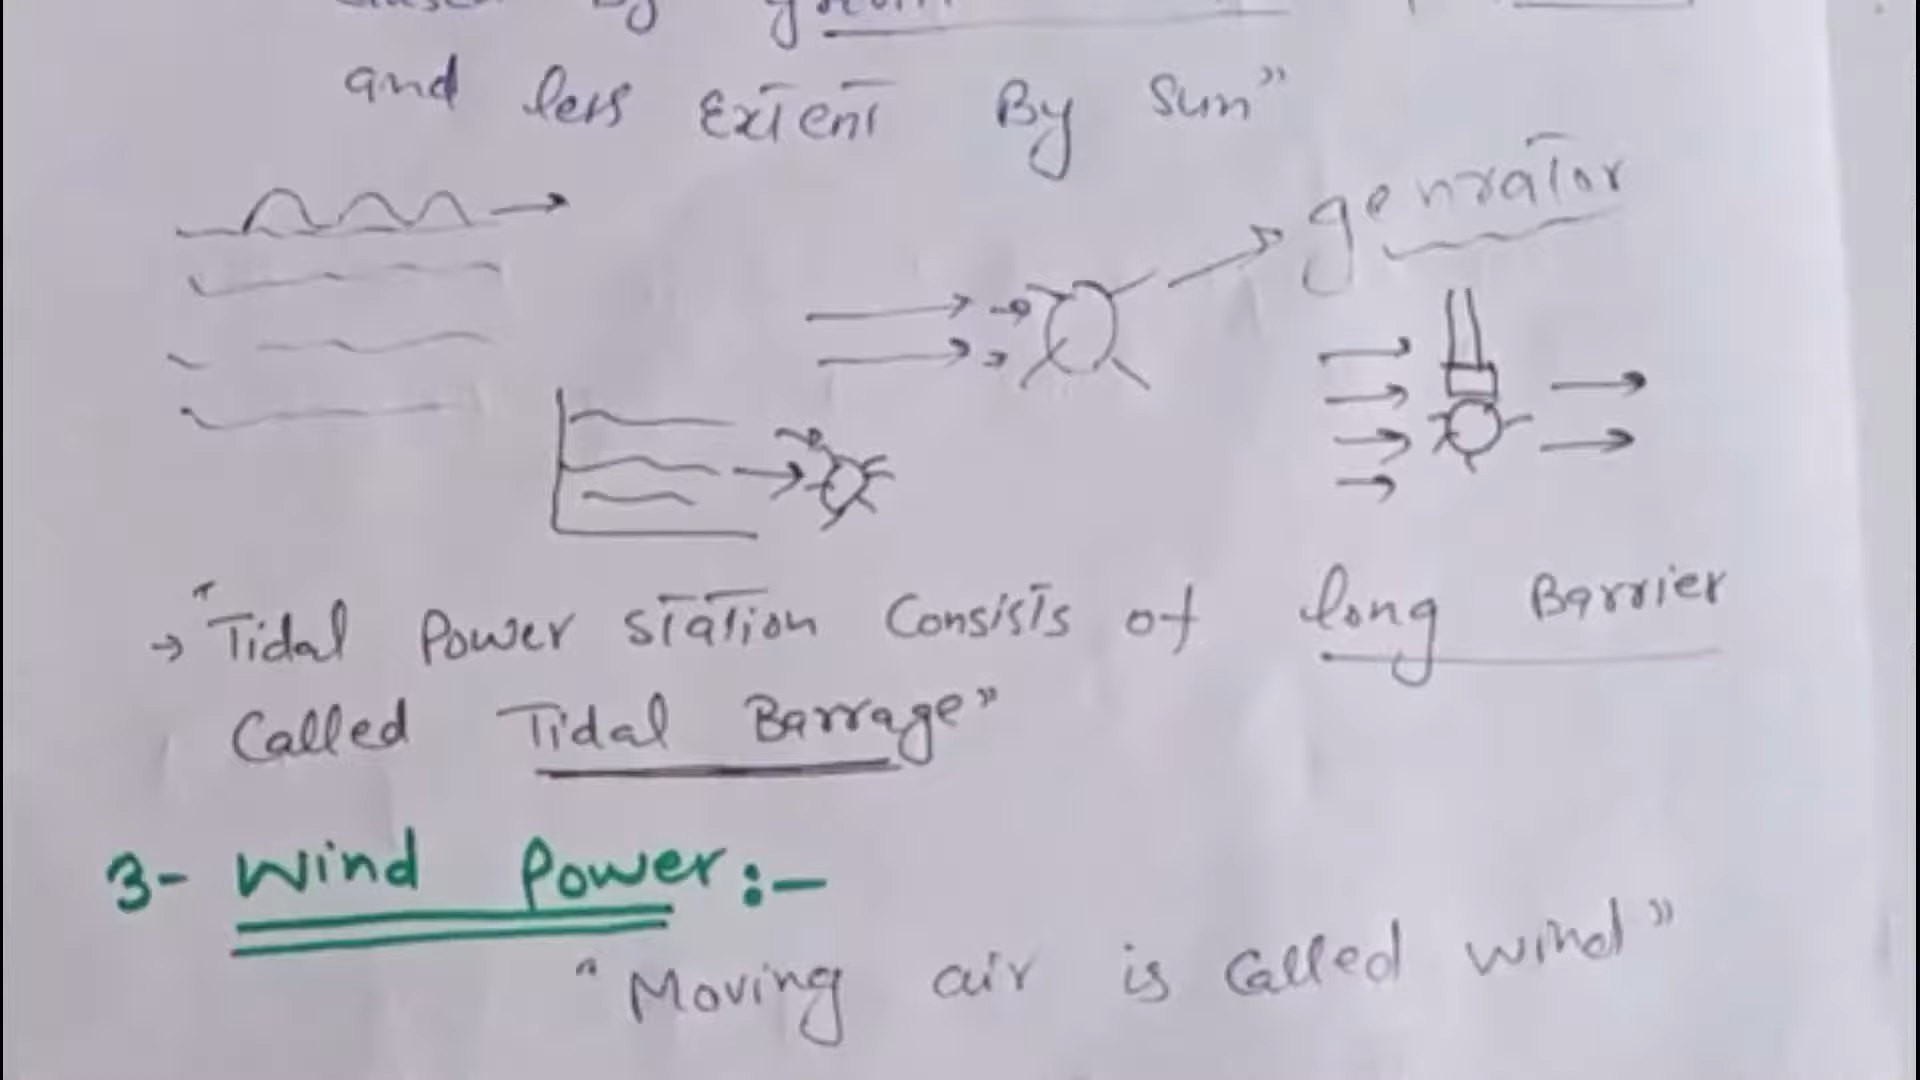 and less Extent By Sun"
genrator
→ "Tidal Power station Consists of long Barrier
Called Tidal Barrage"
3- Wind Power :-
"Moving air is Called wind"